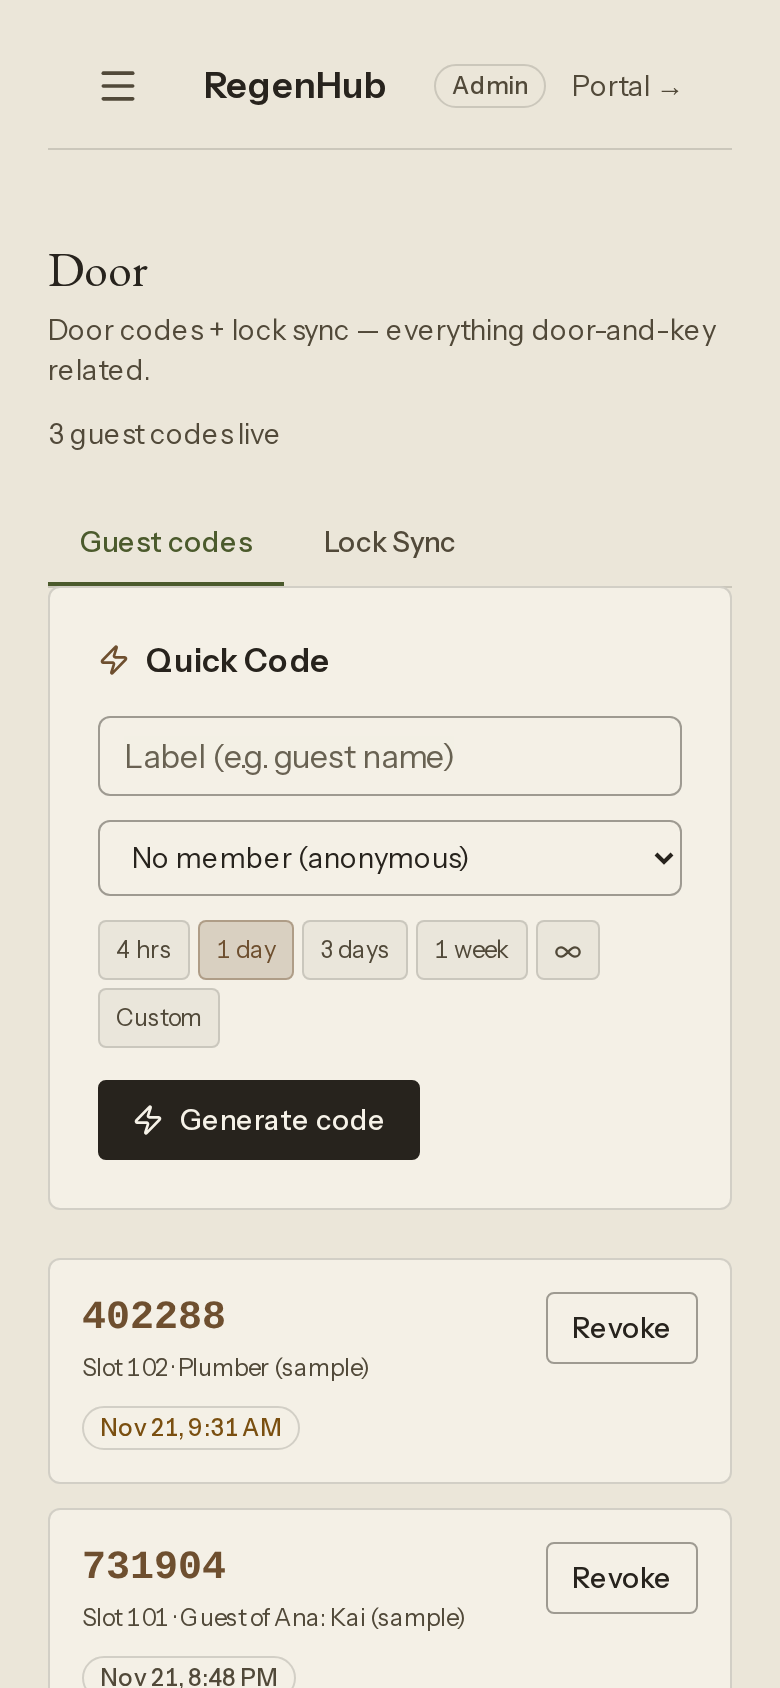 RegenHub
Admin
Portal →
Door
Door codes + lock sync — everything door-and-key
related.
3 guest codes live
Guest codes
Lock Sync
Quick Code
Label (e.g. guest name)
No member (anonymous)
4 hrs
1 day
3 days
1 week
∞
Custom
Generate code
402288
Revoke
Slot 102 · Plumber (sample)
Nov 21, 9:31 AM
731904
Revoke
Slot 101 · Guest of Ana: Kai (sample)
Nov 21, 8:48 PM